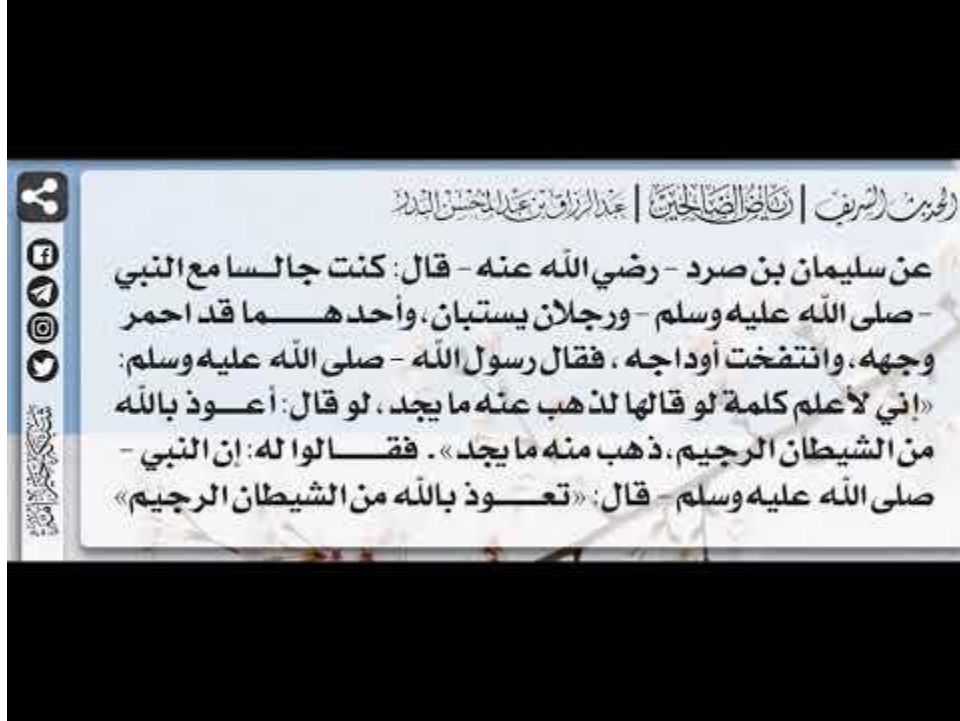 الحديث الشريف | رياض الصالحين | عبد الرزاق بن عبد المحسن البدر
عن سليمان بن صرد - رضي الله عنه - قال: كنت جالسا مع النبي
- صلى الله عليه وسلم - ورجلان يستبان، وأحدهما قد احمر
وجهه، وانتفخت أوداجه، فقال رسول الله - صلى الله عليه وسلم:
«إني لأعلم كلمة لو قالها لذهب عنه ما يجد، لو قال: أعوذ بالله
من الشيطان الرجيم، ذهب منه ما يجد». فقالوا له: إن النبي -
صلى الله عليه وسلم - قال: «تعوذ بالله من الشيطان الرجيم»